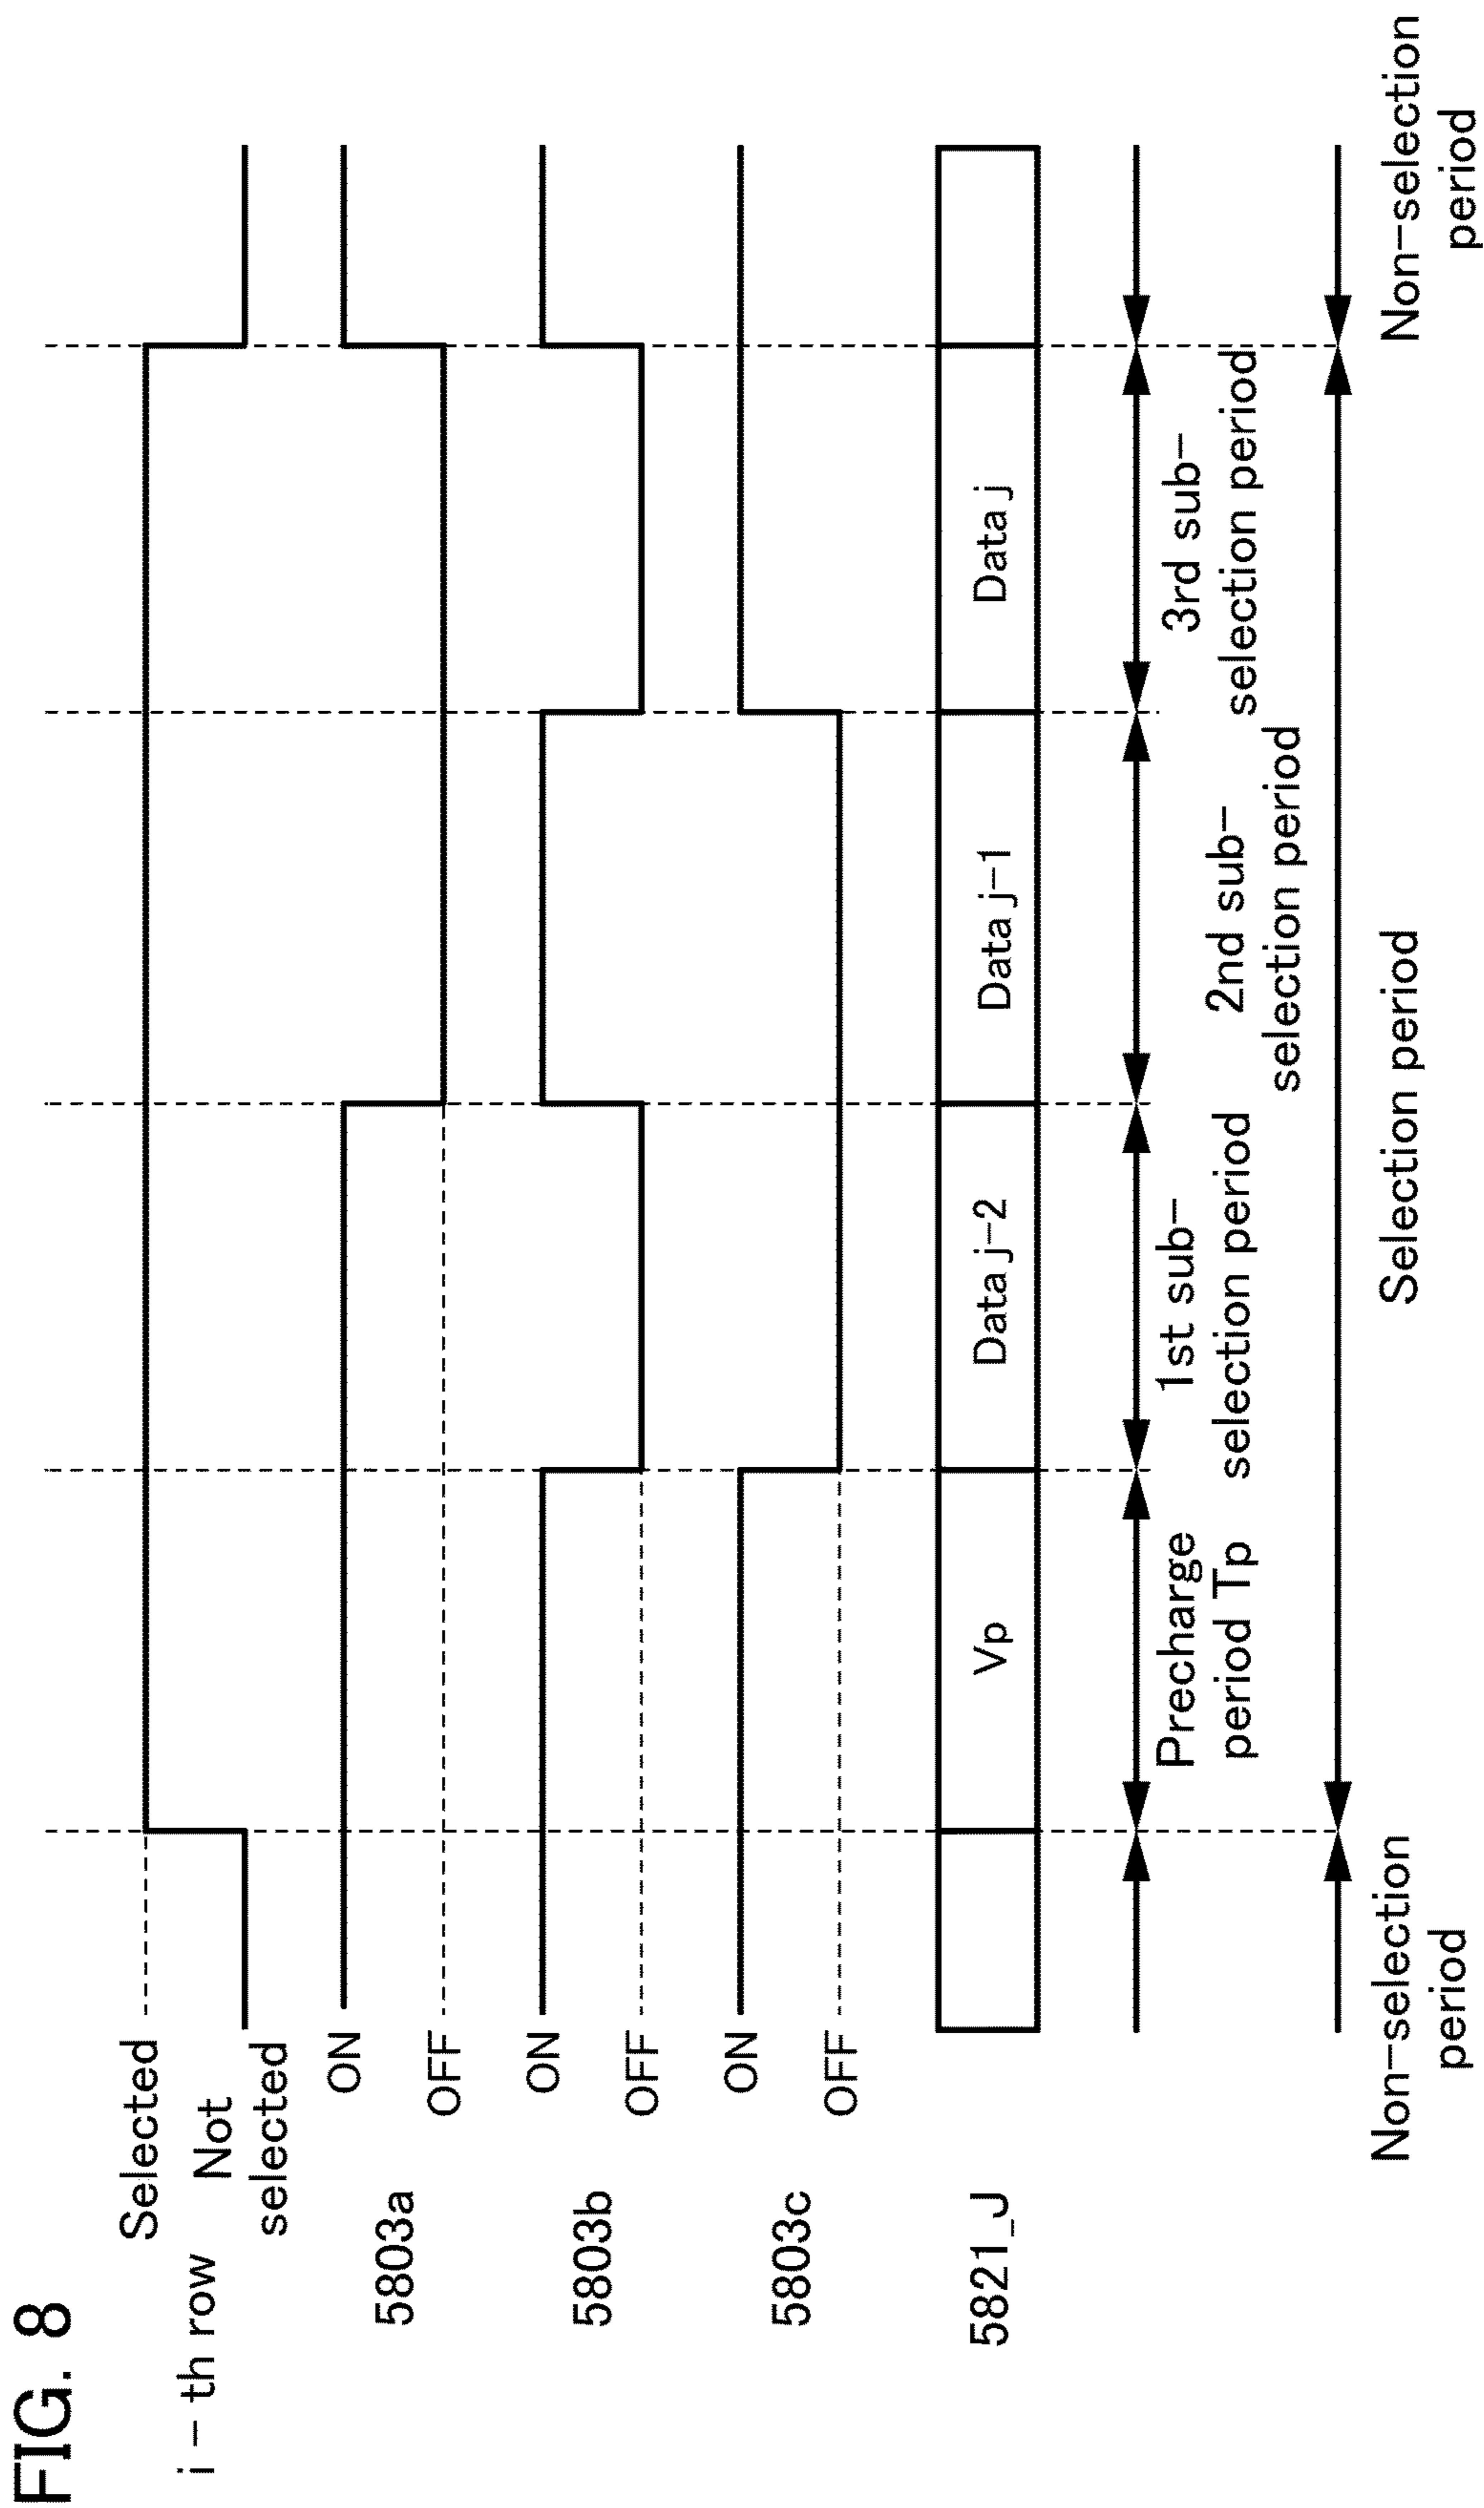 FIG. 8
i-th row
Selected
Not
selected
5803a
ON
OFF
5803b
ON
OFF
5803c
ON
OFF
5821_J
Vp
Data j-2
Data j-1
Data j
Precharge
period Tp
1st sub-
selection period
2nd sub-
selection period
3rd sub-
selection period
Non-selection
period
Selection period
Non-selection
period